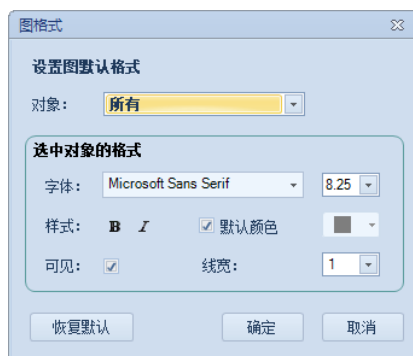 图格式
设置图默认格式
对象： 所有
选中对象的格式
字体： Microsoft Sans Serif 8.25
样式： B I 默认颜色
可见： 线宽： 1
恢复默认 确定 取消